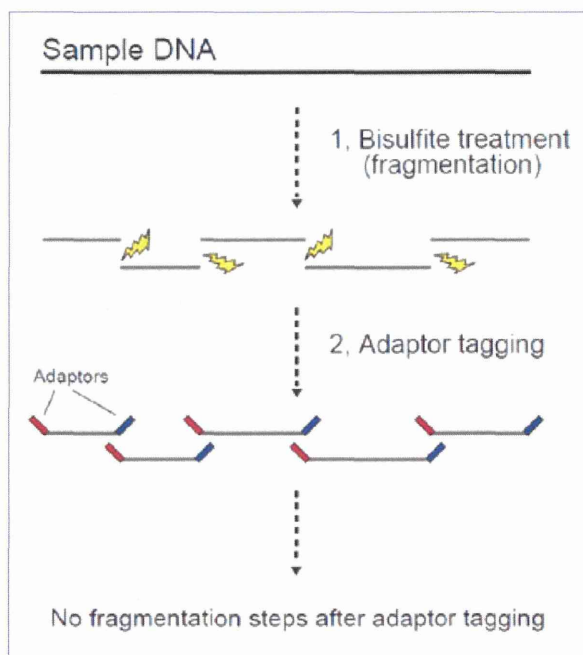 Sample DNA
1, Bisulfite treatment
(fragmentation)
2, Adaptor tagging
Adaptors
No fragmentation steps after adaptor tagging